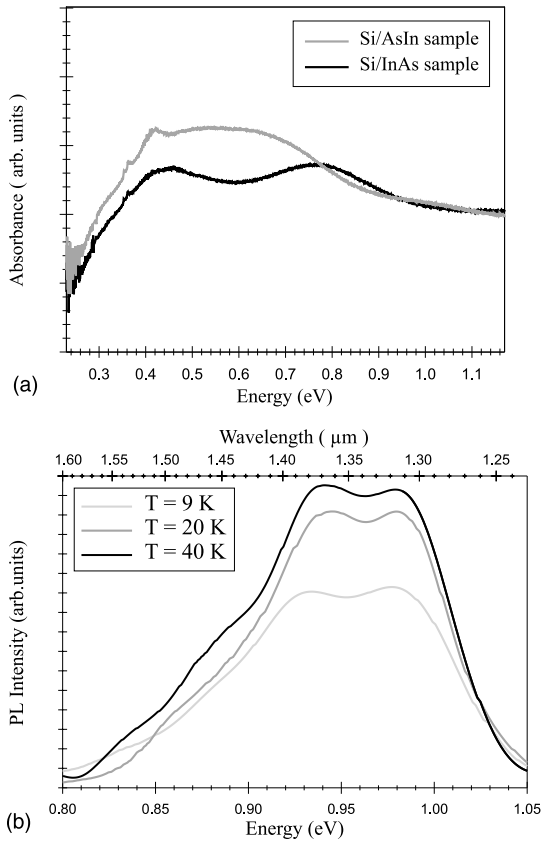 Si/AsIn sample
Si/InAs sample
Absorbance ( arb. units )
0.3 0.4 0.5 0.6 0.7 0.8 0.9 1.0 1.1
Energy (eV)
(a)
Wavelength ( µm )
1.60 1.55 1.50 1.45 1.40 1.35 1.30 1.25
T = 9 K
T = 20 K
T = 40 K
PL Intensity (arb.units)
0.80 0.85 0.90 0.95 1.00 1.05
Energy (eV)
(b)